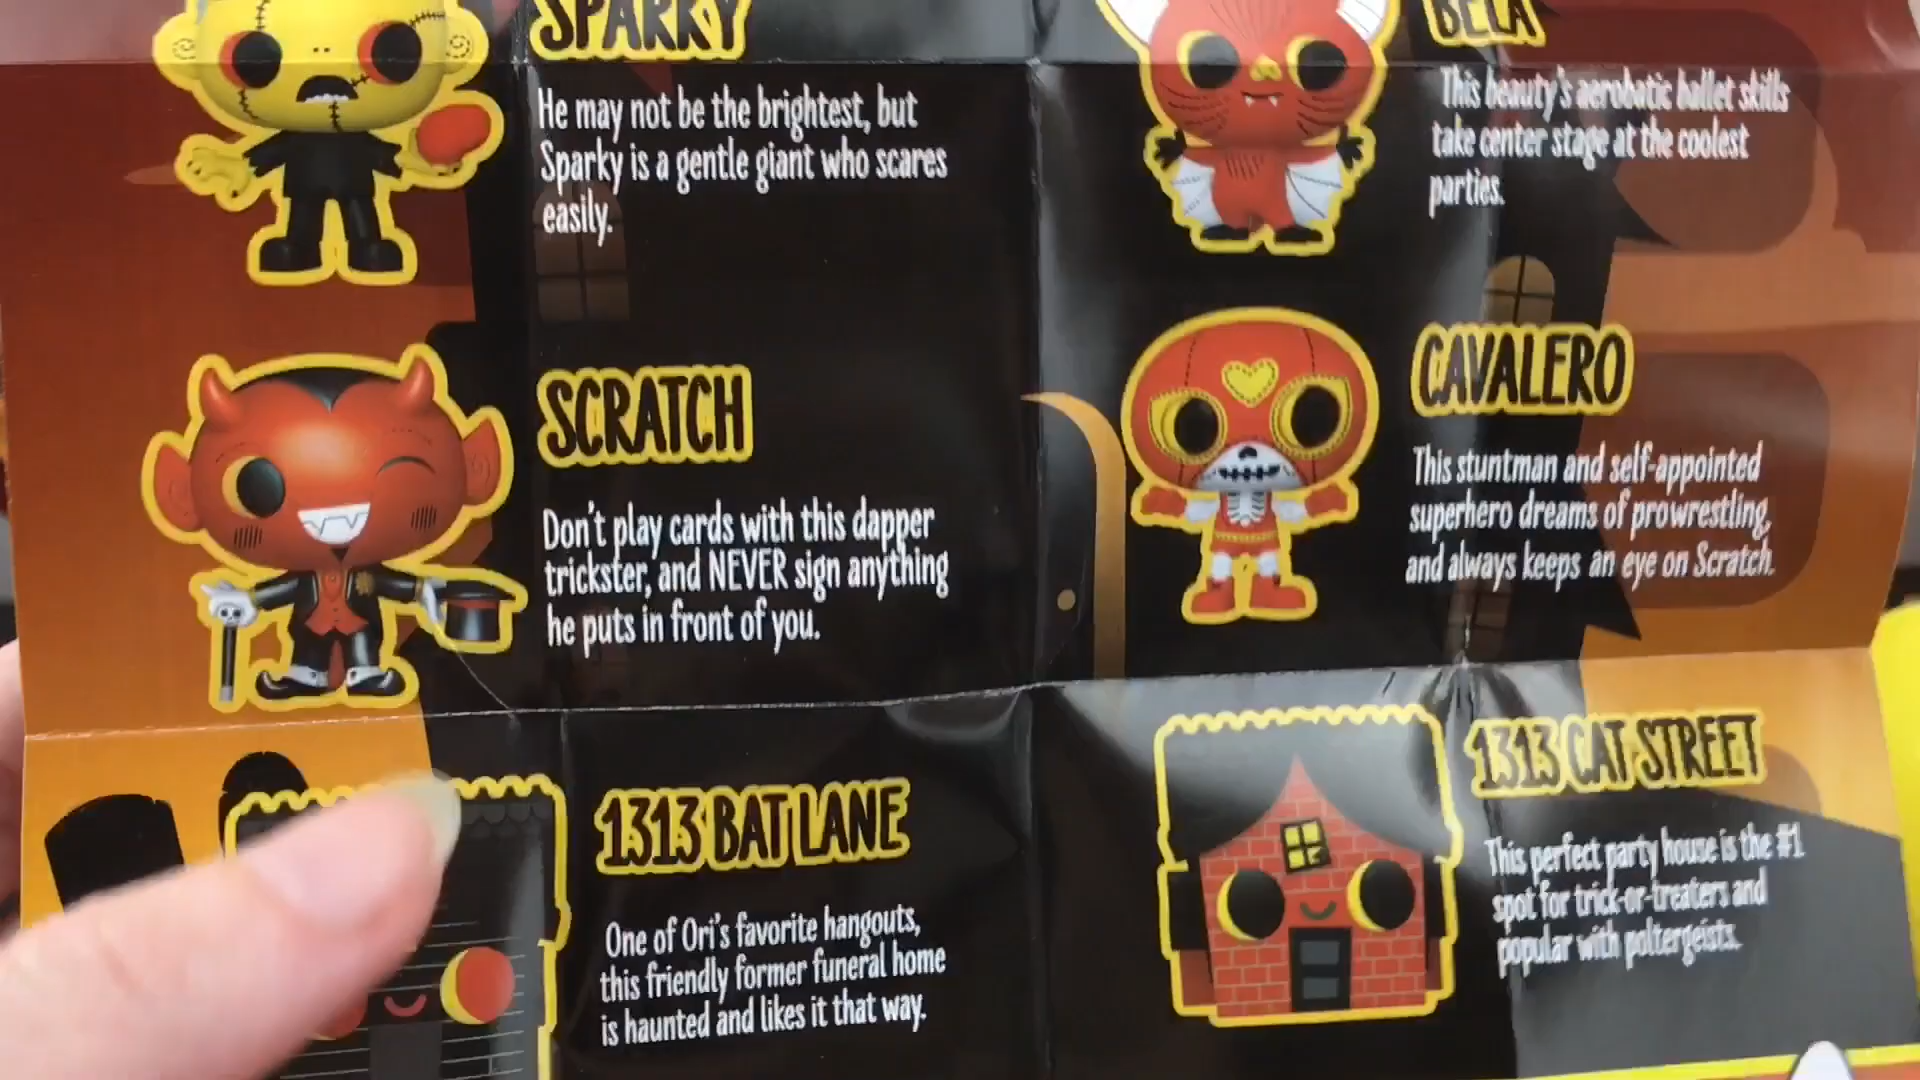 SPARKY
He may not be the brightest, but
Sparky is a gentle giant who scares
easily.
BELA
This beauty's aerobatic ballet skills
take center stage at the coolest
parties.
SCRATCH
Don't play cards with this dapper
trickster, and NEVER sign anything
he puts in front of you.
CAVALERO
This stuntman and self-appointed
superhero dreams of prowrestling,
and always keeps an eye on Scratch.
1313 BAT LANE
One of Ori's favorite hangouts,
this friendly former funeral home
is haunted and likes it that way.
1313 CAT STREET
This perfect party house is the #1
spot for trick-or-treaters and
popular with poltergeists.